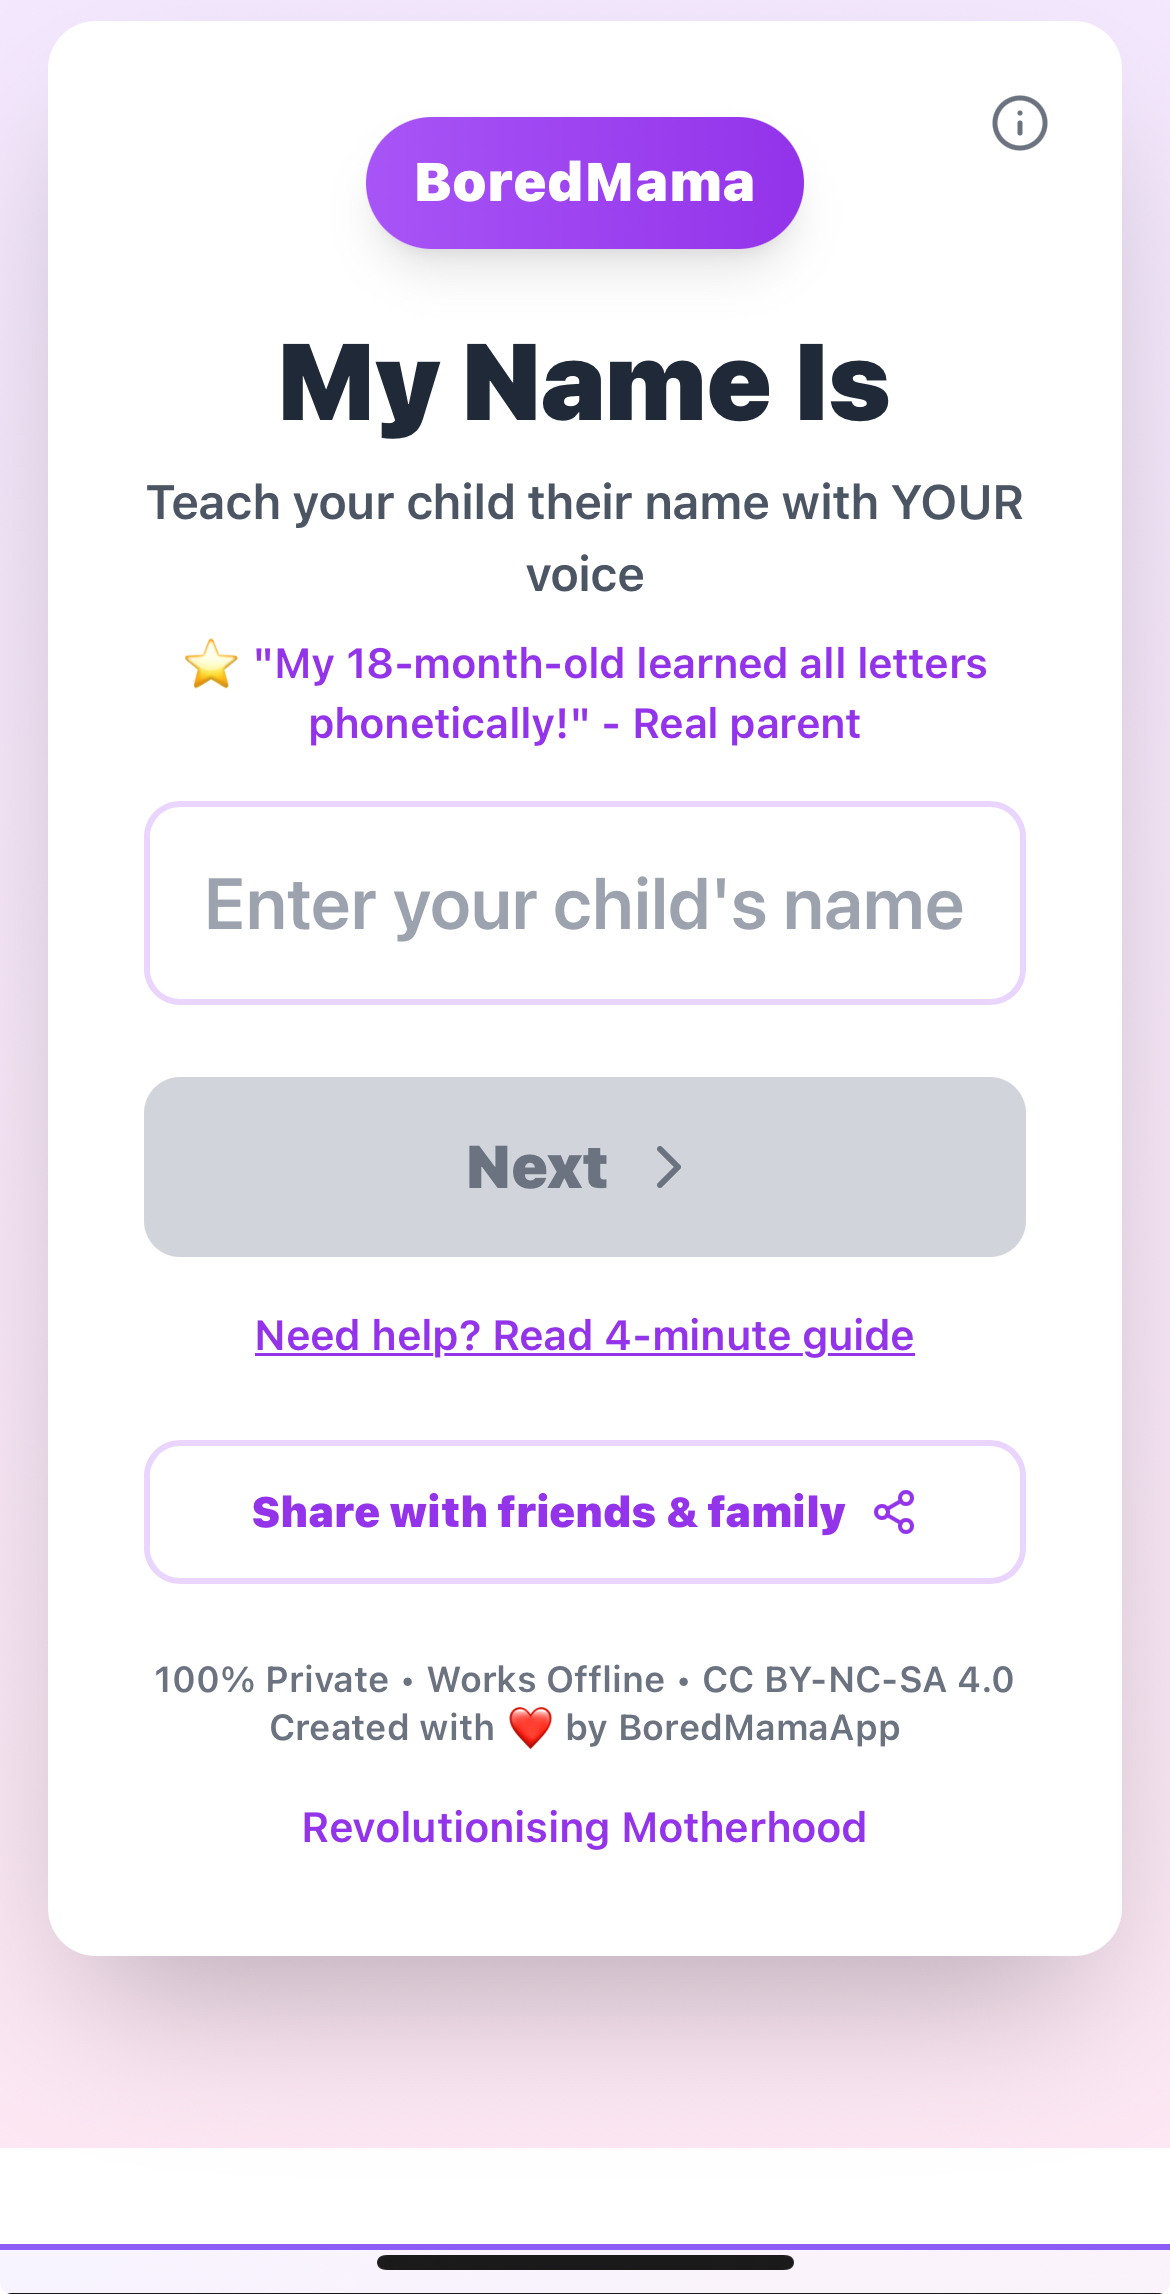 BoredMama
My Name Is
Teach your child their name with YOUR
voice
⭐ "My 18-month-old learned all letters
phonetically!" - Real parent
Enter your child's name
Next
Need help? Read 4-minute guide
Share with friends & family
100% Private • Works Offline • CC BY-NC-SA 4.0
Created with ❤️ by BoredMamaApp
Revolutionising Motherhood